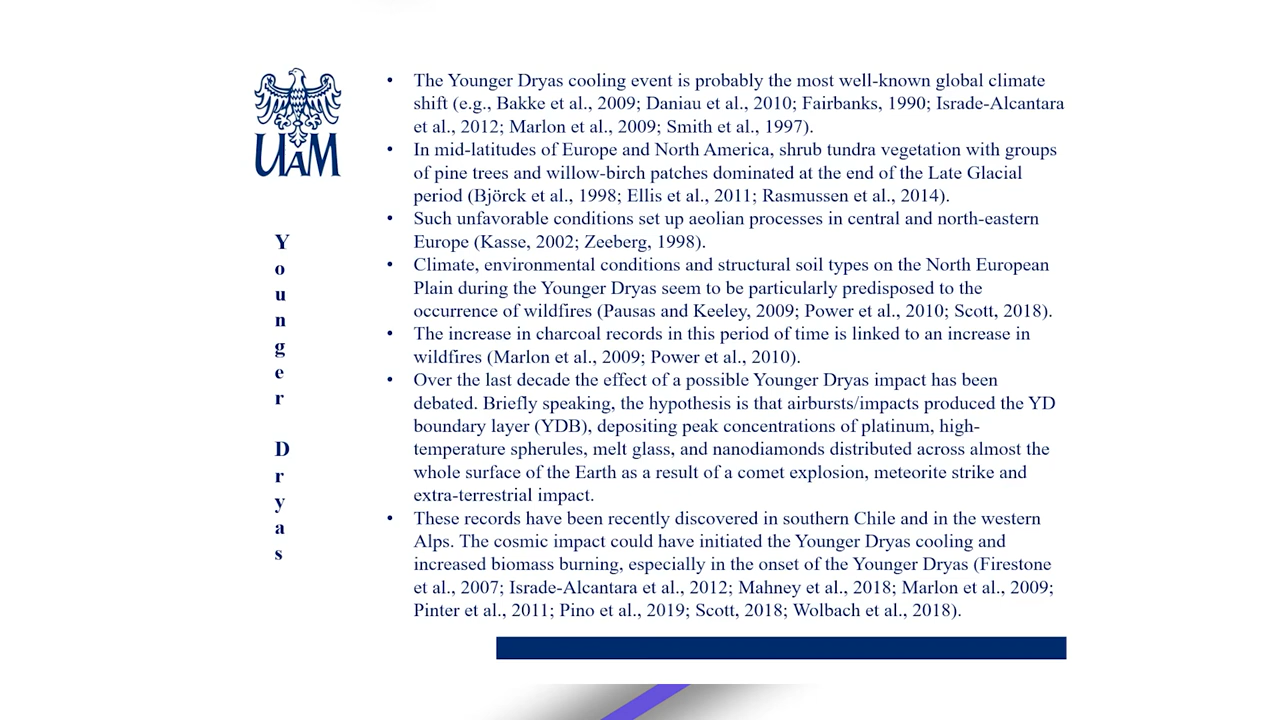 UAM
Younger Dryas
• The Younger Dryas cooling event is probably the most well-known global climate
shift (e.g., Bakke et al., 2009; Daniau et al., 2010; Fairbanks, 1990; Israde-Alcantara
et al., 2012; Marlon et al., 2009; Smith et al., 1997).
• In mid-latitudes of Europe and North America, shrub tundra vegetation with groups
of pine trees and willow-birch patches dominated at the end of the Late Glacial
period (Björck et al., 1998; Ellis et al., 2011; Rasmussen et al., 2014).
• Such unfavorable conditions set up aeolian processes in central and north-eastern
Europe (Kasse, 2002; Zeeberg, 1998).
• Climate, environmental conditions and structural soil types on the North European
Plain during the Younger Dryas seem to be particularly predisposed to the
occurrence of wildfires (Pausas and Keeley, 2009; Power et al., 2010; Scott, 2018).
• The increase in charcoal records in this period of time is linked to an increase in
wildfires (Marlon et al., 2009; Power et al., 2010).
• Over the last decade the effect of a possible Younger Dryas impact has been
debated. Briefly speaking, the hypothesis is that airbursts/impacts produced the YD
boundary layer (YDB), depositing peak concentrations of platinum, high-
temperature spherules, melt glass, and nanodiamonds distributed across almost the
whole surface of the Earth as a result of a comet explosion, meteorite strike and
extra-terrestrial impact.
• These records have been recently discovered in southern Chile and in the western
Alps. The cosmic impact could have initiated the Younger Dryas cooling and
increased biomass burning, especially in the onset of the Younger Dryas (Firestone
et al., 2007; Israde-Alcantara et al., 2012; Mahney et al., 2018; Marlon et al., 2009;
Pinter et al., 2011; Pino et al., 2019; Scott, 2018; Wolbach et al., 2018).